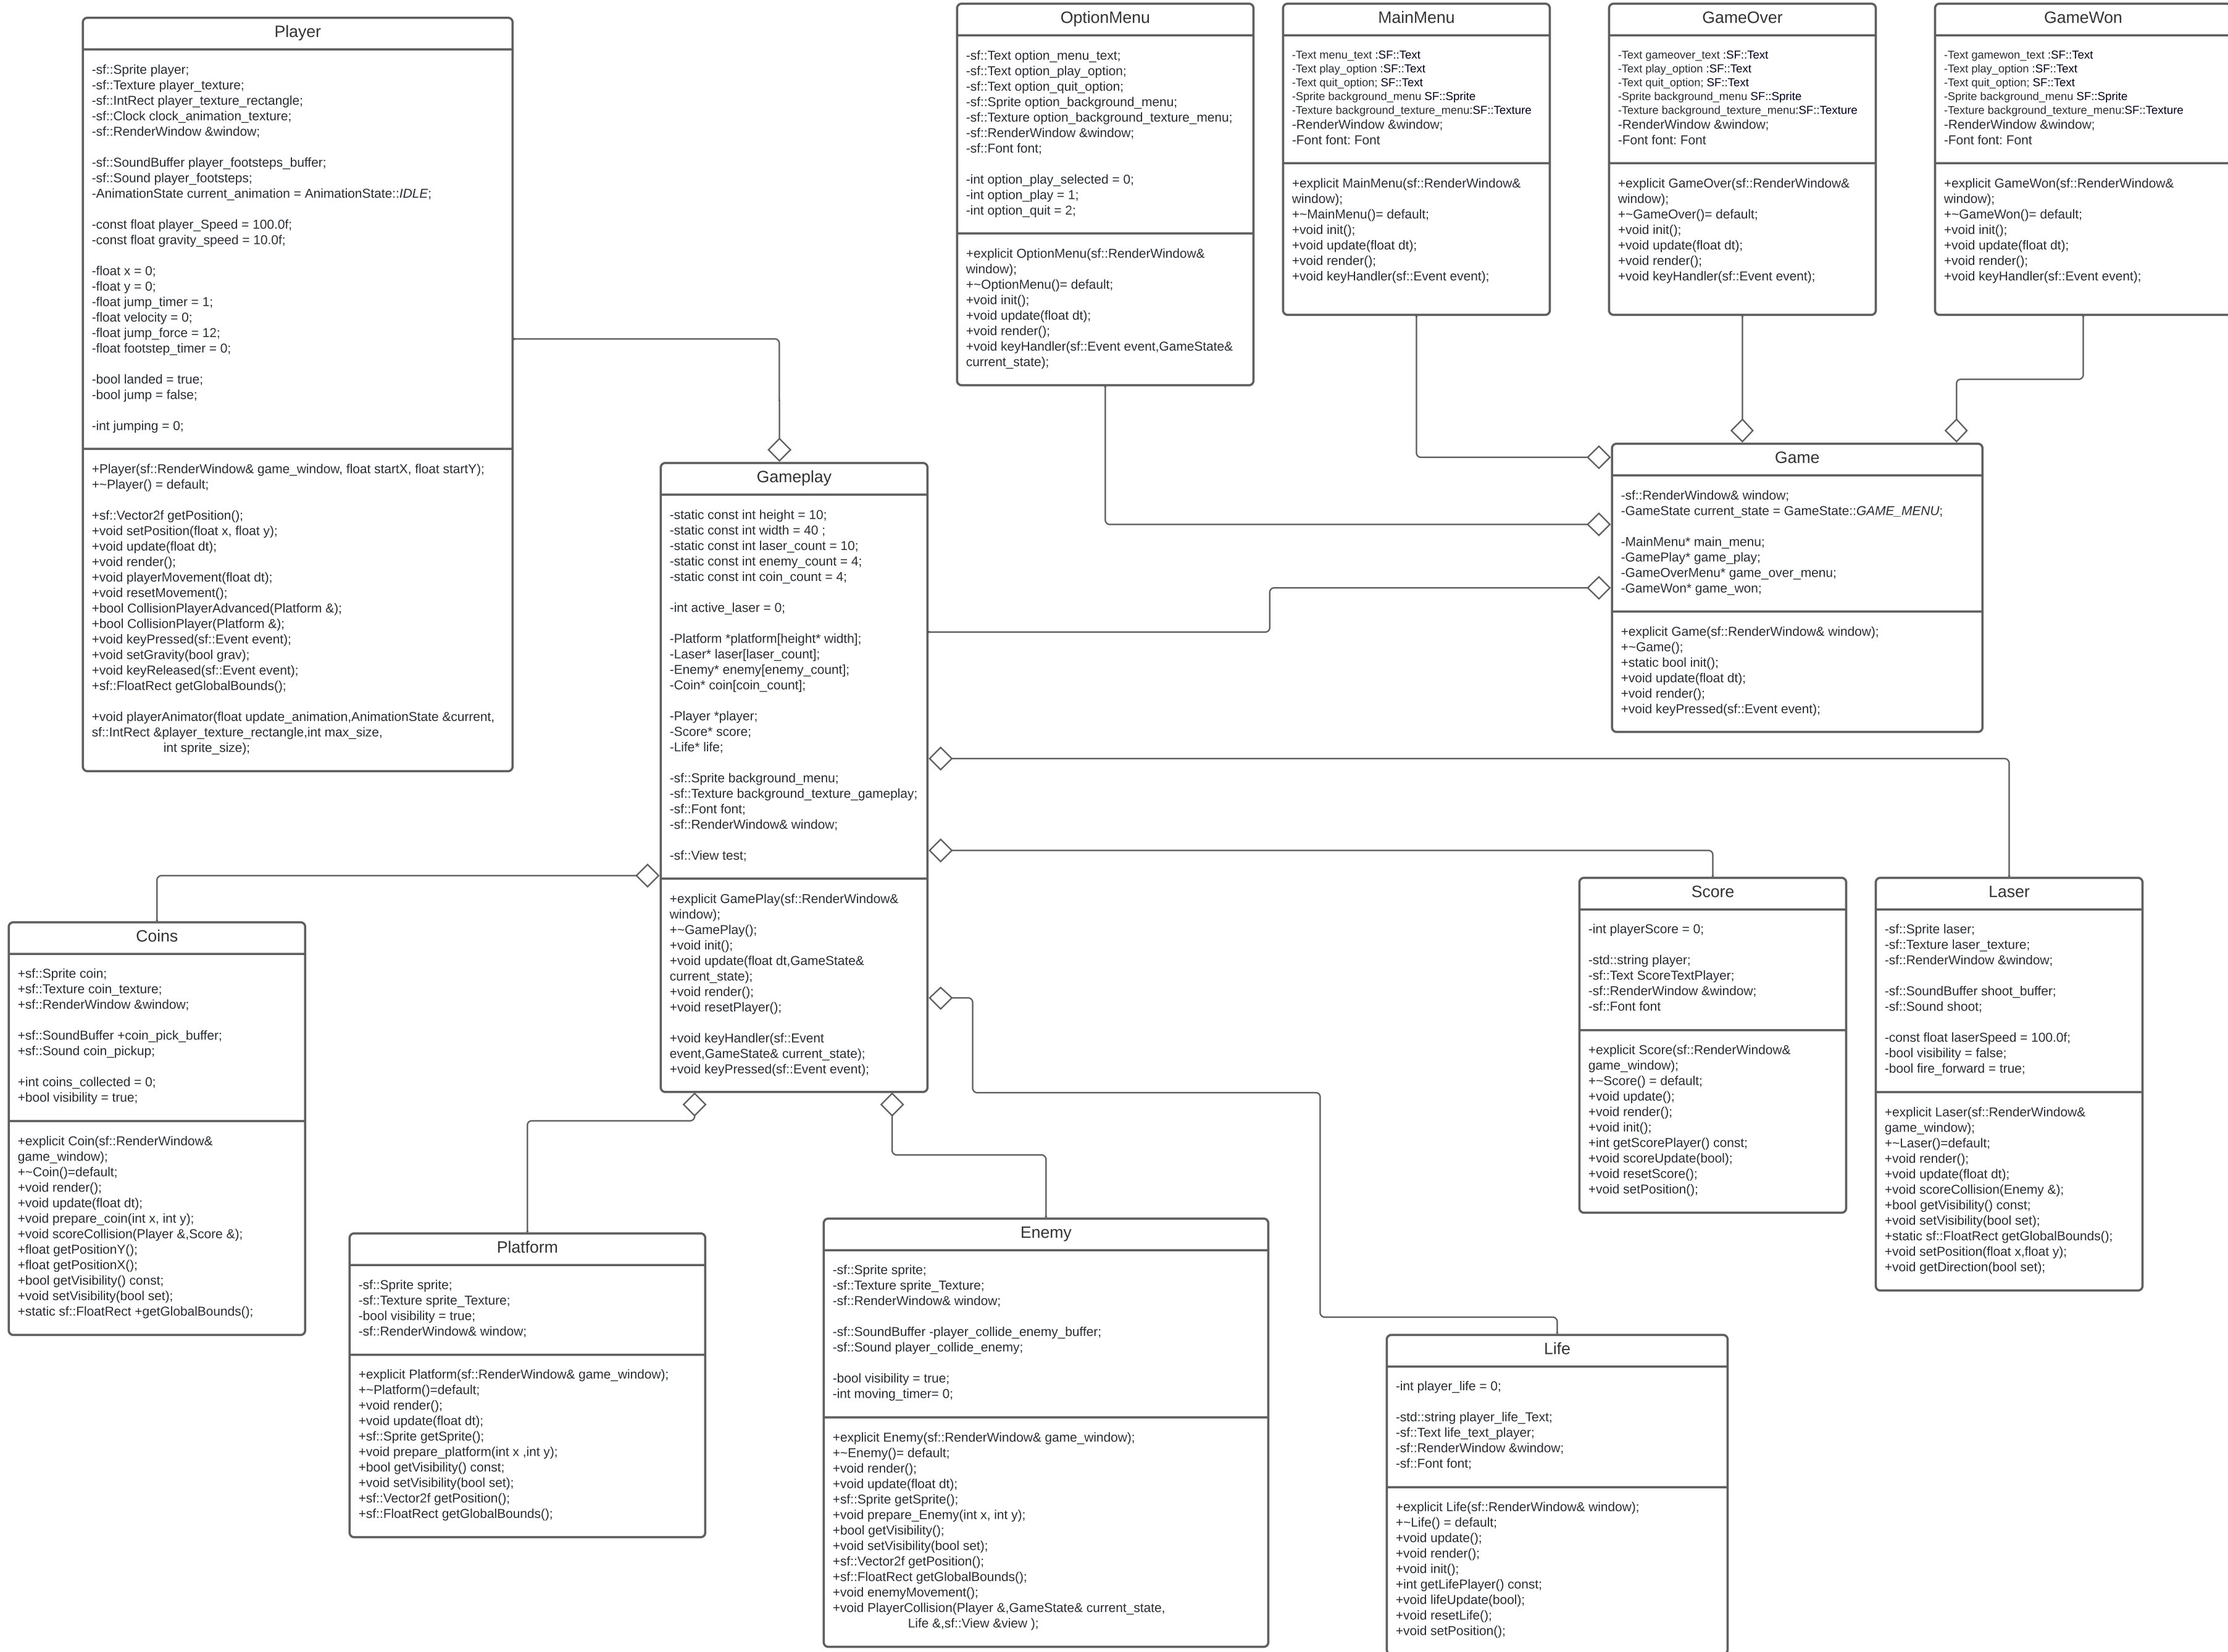 Player
-sf::Sprite player;
-sf::Texture player_texture;
-sf::IntRect player_texture_rectangle;
-sf::Clock clock_animation_texture;
-sf::RenderWindow &window;
-sf::SoundBuffer player_footsteps_buffer;
-sf::Sound player_footsteps;
-AnimationState current_animation = AnimationState::IDLE;
-const float player_Speed = 100.0f;
-const float gravity_speed = 10.0f;
-float x = 0;
-float y = 0;
-float jump_timer = 1;
-float velocity = 0;
-float jump_force = 12;
-float footstep_timer = 0;
-bool landed = true;
-bool jump = false;
-int jumping = 0;
+Player(sf::RenderWindow& game_window, float startX, float startY);
+~Player() = default;
+sf::Vector2f getPosition();
+void setPosition(float x, float y);
+void update(float dt);
+void render();
+void playerMovement(float dt);
+void resetMovement();
+bool CollisionPlayerAdvanced(Platform &);
+bool CollisionPlayer(Platform &);
+void keyPressed(sf::Event event);
+void setGravity(bool grav);
+void keyReleased(sf::Event event);
+sf::FloatRect getGlobalBounds();
+void playerAnimator(float update_animation,AnimationState &current,
sf::IntRect &player_texture_rectangle,int max_size,
int sprite_size);
OptionMenu
-sf::Text option_menu_text;
-sf::Text option_play_option;
-sf::Text option_quit_option;
-sf::Sprite option_background_menu;
-sf::Texture option_background_texture_menu;
-sf::RenderWindow &window;
-sf::Font font;
-int option_play_selected = 0;
-int option_play = 1;
-int option_quit = 2;
+explicit OptionMenu(sf::RenderWindow&
window);
+~OptionMenu()= default;
+void init();
+void update(float dt);
+void render();
+void keyHandler(sf::Event event,GameState&
current_state);
MainMenu
-Text menu_text :SF::Text
-Text play_option :SF::Text
-Text quit_option; SF::Text
-Sprite background_menu SF::Sprite
-Texture background_texture_menu:SF::Texture
-RenderWindow &window;
-Font font: Font
+explicit MainMenu(sf::RenderWindow&
window);
+~MainMenu()= default;
+void init();
+void update(float dt);
+void render();
+void keyHandler(sf::Event event);
GameOver
-Text gameover_text :SF::Text
-Text play_option :SF::Text
-Text quit_option; SF::Text
-Sprite background_menu SF::Sprite
-Texture background_texture_menu:SF::Texture
-RenderWindow &window;
-Font font: Font
+explicit GameOver(sf::RenderWindow&
window);
+~GameOver()= default;
+void init();
+void update(float dt);
+void render();
+void keyHandler(sf::Event event);
GameWon
-Text gamewon_text :SF::Text
-Text play_option :SF::Text
-Text quit_option; SF::Text
-Sprite background_menu SF::Sprite
-Texture background_texture_menu:SF::Texture
-RenderWindow &window;
-Font font: Font
+explicit GameWon(sf::RenderWindow&
window);
+~GameWon()= default;
+void init();
+void update(float dt);
+void render();
+void keyHandler(sf::Event event);
Gameplay
-static const int height = 10;
-static const int width = 40 ;
-static const int laser_count = 10;
-static const int enemy_count = 4;
-static const int coin_count = 4;
-int active_laser = 0;
-Platform *platform[height* width];
-Laser* laser[laser_count];
-Enemy* enemy[enemy_count];
-Coin* coin[coin_count];
-Player *player;
-Score* score;
-Life* life;
-sf::Sprite background_menu;
-sf::Texture background_texture_gameplay;
-sf::Font font;
-sf::RenderWindow& window;
-sf::View test;
+explicit GamePlay(sf::RenderWindow&
window);
+~GamePlay();
+void init();
+void update(float dt,GameState&
current_state);
+void render();
+void resetPlayer();
+void keyHandler(sf::Event
event,GameState& current_state);
+void keyPressed(sf::Event event);
Game
-sf::RenderWindow& window;
-GameState current_state = GameState::GAME_MENU;
-MainMenu* main_menu;
-GamePlay* game_play;
-GameOverMenu* game_over_menu;
-GameWon* game_won;
+explicit Game(sf::RenderWindow& window);
+~Game();
+static bool init();
+void update(float dt);
+void render();
+void keyPressed(sf::Event event);
Coins
+sf::Sprite coin;
+sf::Texture coin_texture;
+sf::RenderWindow &window;
+sf::SoundBuffer +coin_pick_buffer;
+sf::Sound coin_pickup;
+int coins_collected = 0;
+bool visibility = true;
+explicit Coin(sf::RenderWindow&
game_window);
+~Coin()=default;
+void render();
+void update(float dt);
+void prepare_coin(int x, int y);
+void scoreCollision(Player &,Score &);
+float getPositionY();
+float getPositionX();
+bool getVisibility() const;
+void setVisibility(bool set);
+static sf::FloatRect +getGlobalBounds();
Score
-int playerScore = 0;
-std::string player;
-sf::Text ScoreTextPlayer;
-sf::RenderWindow &window;
-sf::Font font
+explicit Score(sf::RenderWindow&
game_window);
+~Score() = default;
+void update();
+void render();
+void init();
+int getScorePlayer() const;
+void scoreUpdate(bool);
+void resetScore();
+void setPosition();
Laser
-sf::Sprite laser;
-sf::Texture laser_texture;
-sf::RenderWindow &window;
-sf::SoundBuffer shoot_buffer;
-sf::Sound shoot;
-const float laserSpeed = 100.0f;
-bool visibility = false;
-bool fire_forward = true;
+explicit Laser(sf::RenderWindow&
game_window);
+~Laser()=default;
+void render();
+void update(float dt);
+void scoreCollision(Enemy &);
+bool getVisibility() const;
+void setVisibility(bool set);
+static sf::FloatRect getGlobalBounds();
+void setPosition(float x,float y);
+void getDirection(bool set);
Platform
-sf::Sprite sprite;
-sf::Texture sprite_Texture;
-bool visibility = true;
-sf::RenderWindow& window;
+explicit Platform(sf::RenderWindow& game_window);
+~Platform()=default;
+void render();
+void update(float dt);
+sf::Sprite getSprite();
+void prepare_platform(int x ,int y);
+bool getVisibility() const;
+void setVisibility(bool set);
+sf::Vector2f getPosition();
+sf::FloatRect getGlobalBounds();
Enemy
-sf::Sprite sprite;
-sf::Texture sprite_Texture;
-sf::RenderWindow& window;
-sf::SoundBuffer -player_collide_enemy_buffer;
-sf::Sound player_collide_enemy;
-bool visibility = true;
-int moving_timer= 0;
+explicit Enemy(sf::RenderWindow& game_window);
+~Enemy()= default;
+void render();
+void update(float dt);
+sf::Sprite getSprite();
+void prepare_Enemy(int x, int y);
+bool getVisibility();
+void setVisibility(bool set);
+sf::Vector2f getPosition();
+sf::FloatRect getGlobalBounds();
+void enemyMovement();
+void PlayerCollision(Player &,GameState& current_state,
Life &,sf::View &view );
Life
-int player_life = 0;
-std::string player_life_Text;
-sf::Text life_text_player;
-sf::RenderWindow &window;
-sf::Font font;
+explicit Life(sf::RenderWindow& window);
+~Life() = default;
+void update();
+void render();
+void init();
+int getLifePlayer() const;
+void lifeUpdate(bool);
+void resetLife();
+void setPosition();